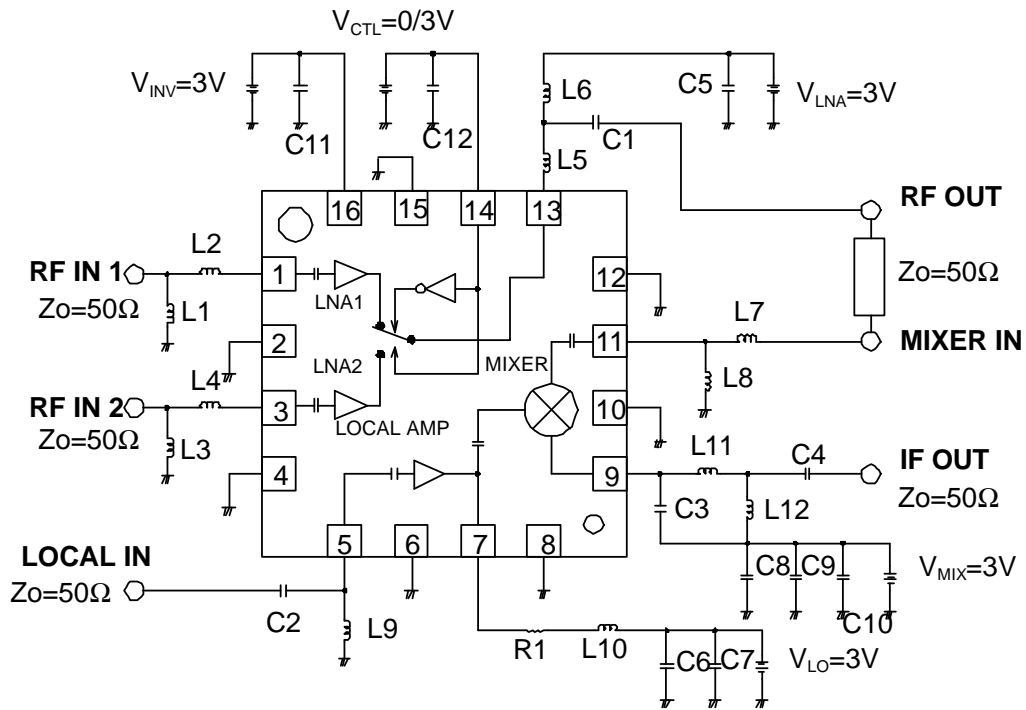 V_CTL=0/3V
V_INV=3V
C11
C12
L6
C5
V_LNA=3V
C1
L5
16
15
14
13
RF OUT
L2
RF IN 1
Zo=50Ω
L1
1
LNA1
12
Zo=50Ω
L7
2
11
MIXER IN
LNA2
MIXER
L4
L8
RF IN 2
Zo=50Ω
L3
3
LOCAL AMP
10
L11
C4
IF OUT
Zo=50Ω
4
9
C3
L12
5
6
7
8
LOCAL IN
Zo=50Ω
C2
L9
C8
C9
C10
V_MIX=3V
R1
L10
C6
C7
V_LO=3V